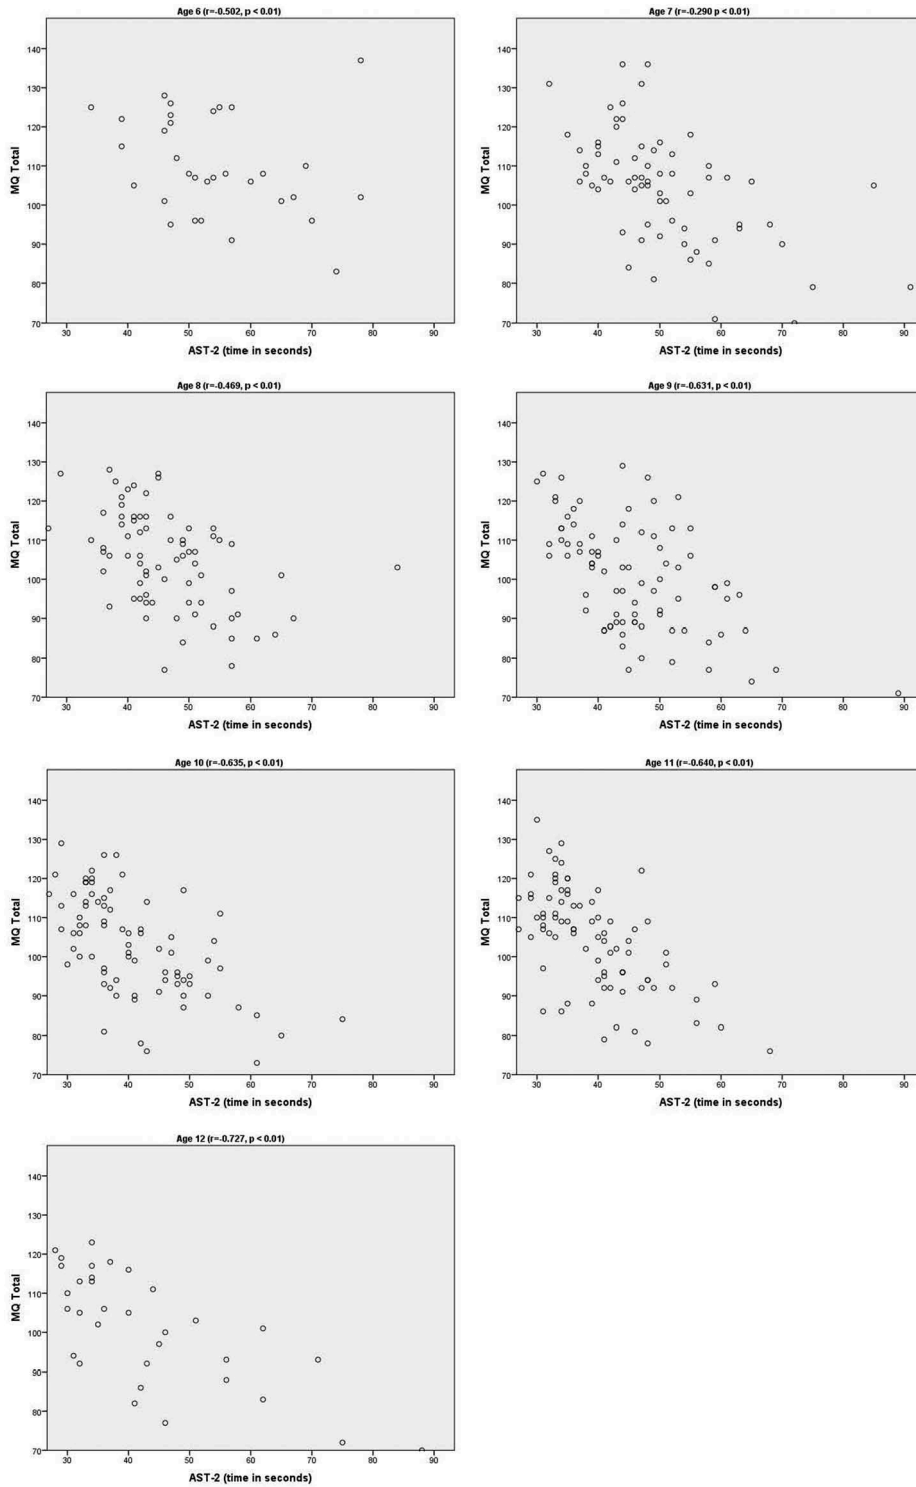 Age 6 (r=-0.502, p < 0.01)
MQ Total
140
130
120
110
100
90
80
70
30 40 50 60 70 80 90
AST-2 (time in seconds)
Age 7 (r=-0.290 p < 0.01)
MQ Total
140
130
120
110
100
90
80
70
30 40 50 60 70 80 90
AST-2 (time in seconds)
Age 8 (r=-0.469, p < 0.01)
MQ Total
140
130
120
110
100
90
80
70
30 40 50 60 70 80 90
AST-2 (time in seconds)
Age 9 (r=-0.631, p < 0.01)
MQ Total
140
130
120
110
100
90
80
70
30 40 50 60 70 80 90
AST-2 (time in seconds)
Age 10 (r=-0.635, p < 0.01)
MQ Total
140
130
120
110
100
90
80
70
30 40 50 60 70 80 90
AST-2 (time in seconds)
Age 11 (r=-0.640, p < 0.01)
MQ Total
140
130
120
110
100
90
80
70
30 40 50 60 70 80 90
AST-2 (time in seconds)
Age 12 (r=-0.727, p < 0.01)
MQ Total
140
130
120
110
100
90
80
70
30 40 50 60 70 80 90
AST-2 (time in seconds)